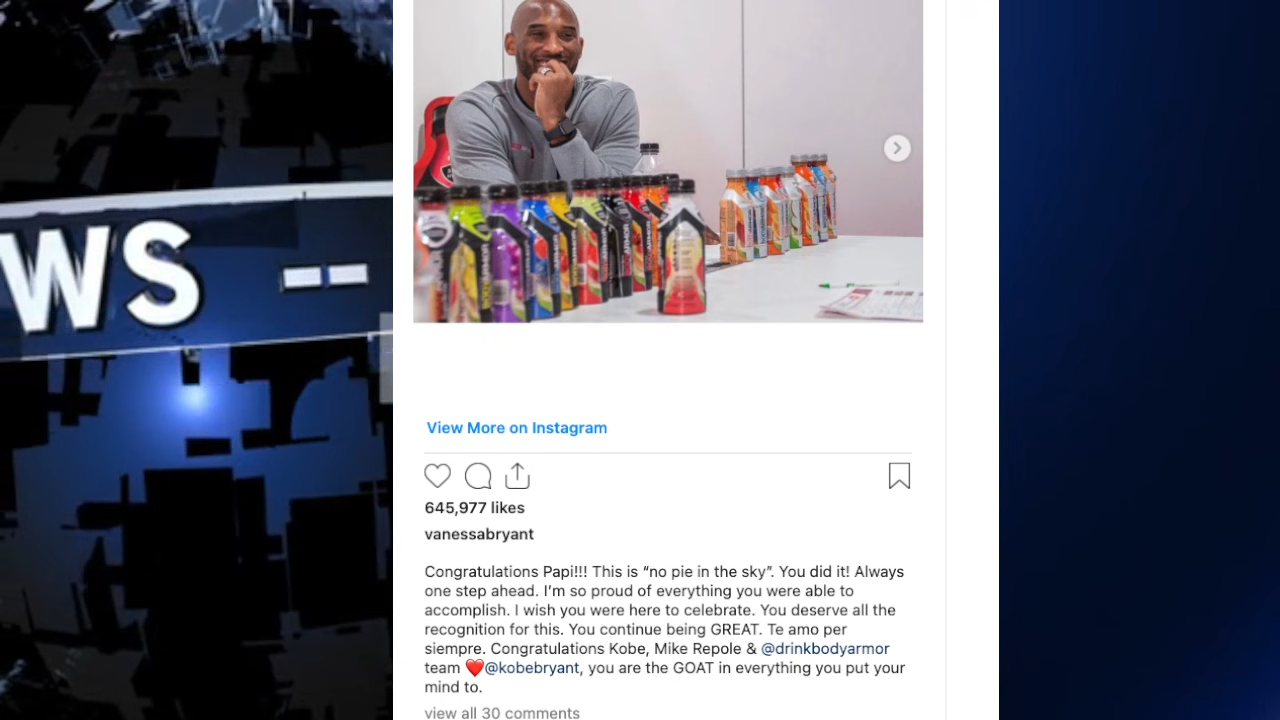 WS --
View More on Instagram
645,977 likes
vanessabryant
Congratulations Papi!!! This is “no pie in the sky”. You did it! Always
one step ahead. I’m so proud of everything you were able to
accomplish. I wish you were here to celebrate. You deserve all the
recognition for this. You continue being GREAT. Te amo per
siempre. Congratulations Kobe, Mike Repole & @drinkbodyarmor
team ❤️@kobebryant, you are the GOAT in everything you put your
mind to.
view all 30 comments